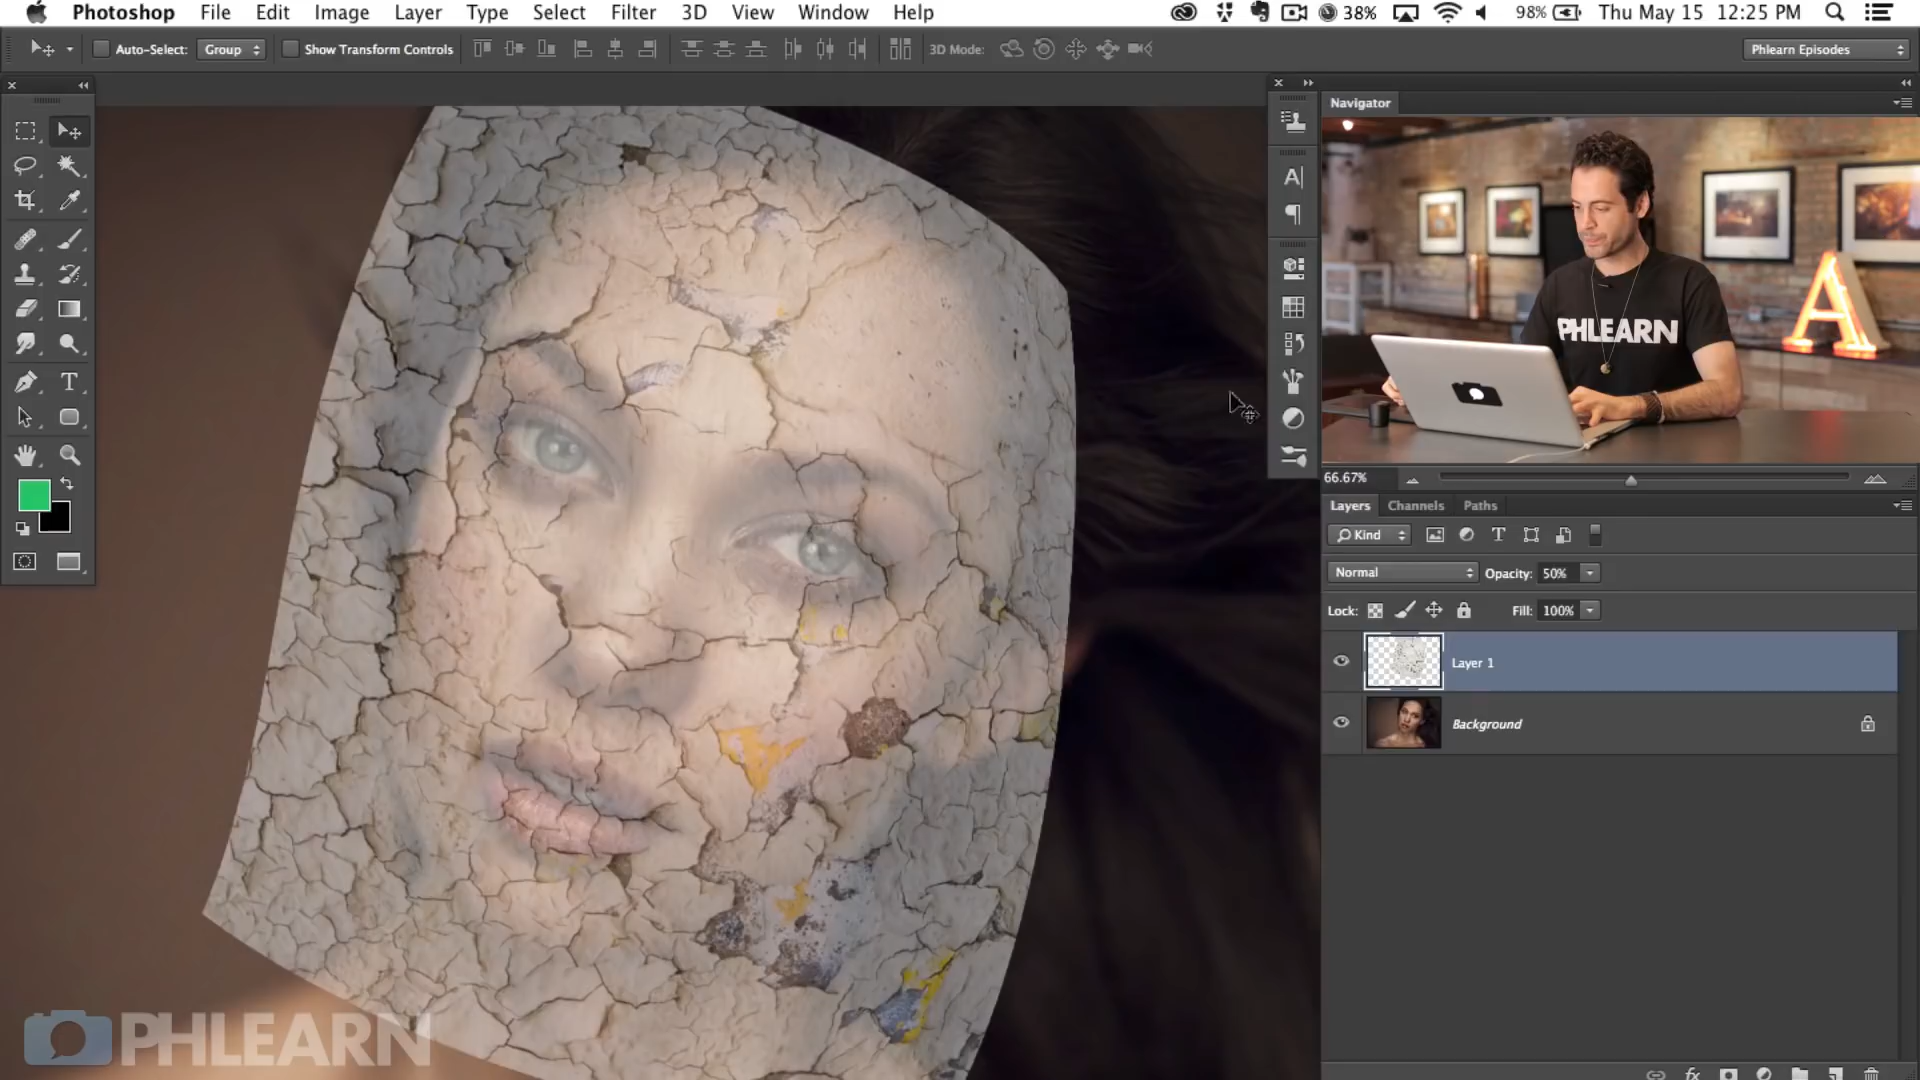 Photoshop File Edit Image Layer Type Select Filter 3D View Window Help 38% 98% Thu May 15 12:25 PM
Auto-Select: Group Show Transform Controls 3D Mode: Phlearn Episodes
Navigator
A
PHLEARN
A
66.67%
Layers Channels Paths
Kind
Normal Opacity: 50%
Lock: Fill: 100%
Layer 1
Background
fx
PHLEARN